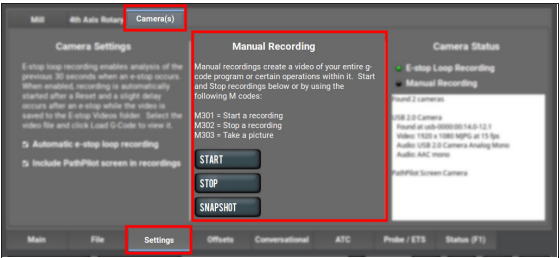 Mill
4th Axis Rotary
Camera(s)
Camera Settings
E-stop loop recording enables analysis of the
previous 30 seconds when an e-stop occurs.
When enabled, recording is automatically
started after a Reset and a slight delay
occurs after an e-stop while the video is
saved to the E-stop Videos folder. Select the
video file and click Load G-Code to view it.
Automatic e-stop loop recording
Include PathPilot screen in recordings
Manual Recording
Manual recordings create a video of your entire g-
code program or certain operations within it. Start
and Stop recordings below or by using the
following M codes:
M301 = Start a recording
M302 = Stop a recording
M303 = Take a picture
START
STOP
SNAPSHOT
Camera Status
E-stop Loop Recording
Manual Recording
Found 2 cameras
USB 2.0 Camera
Found at usb-0000:00:14.0-12.1
Video: 1920 x 1080 MJPG at 15 fps
Audio: USB 2.0 Camera Analog Mono
Audio: AAC mono
PathPilot Screen Camera
Main
File
Settings
Offsets
Conversational
ATC
Probe / ETS
Status (F1)